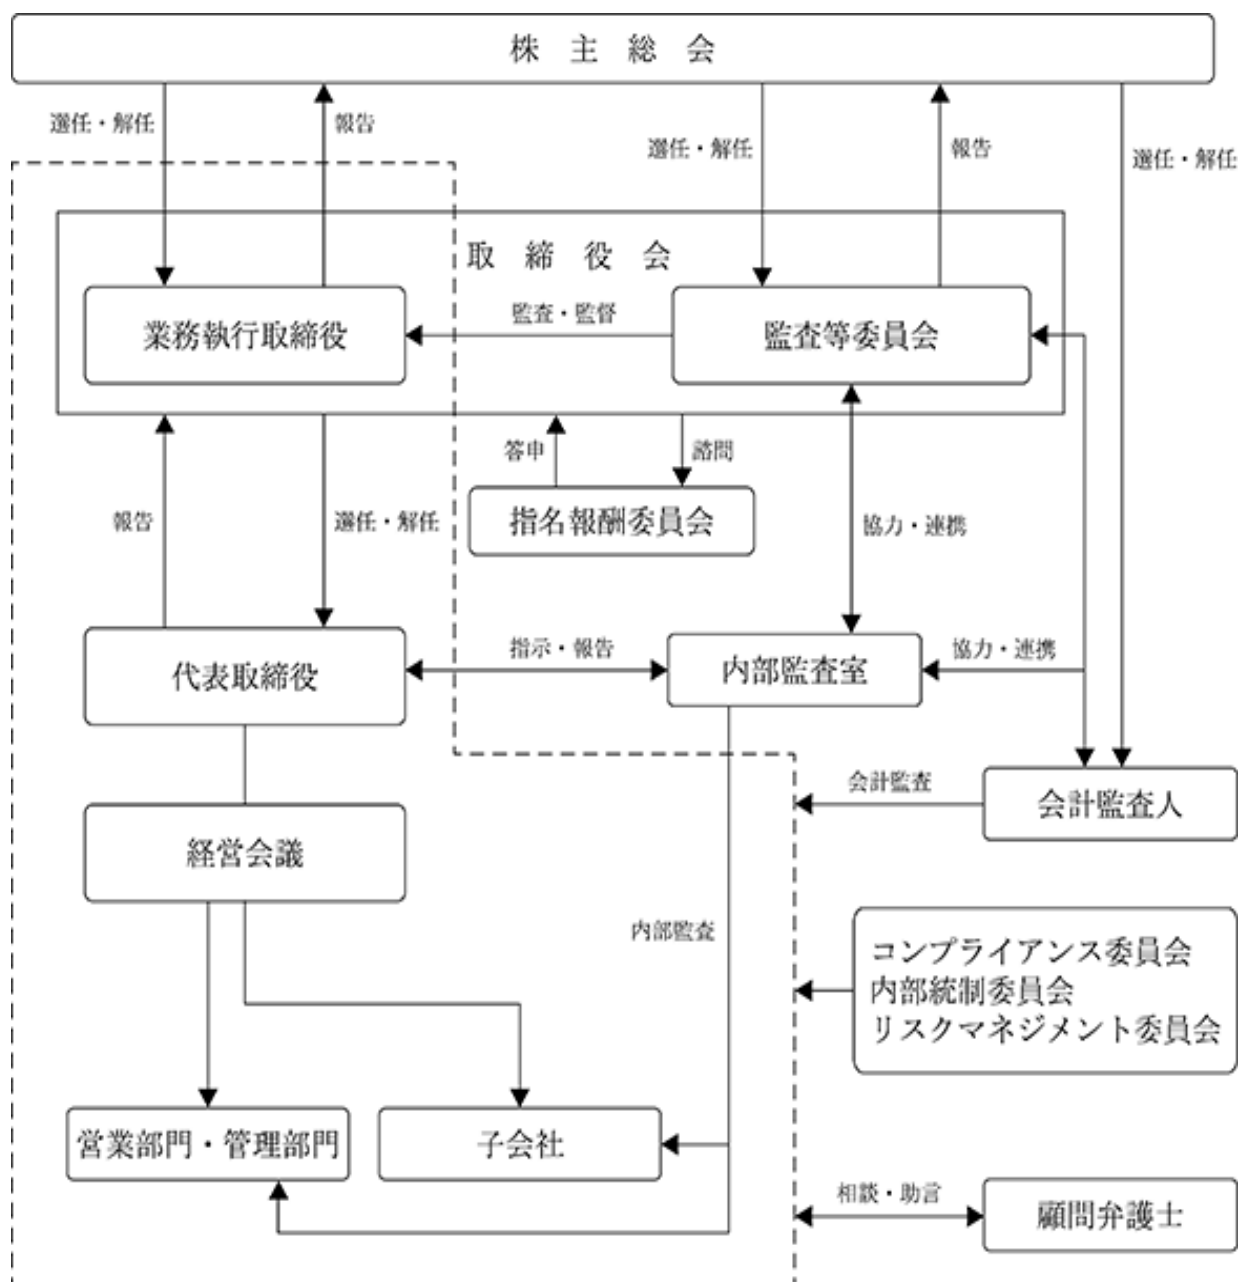 株主総会
選任・解任
報告
選任・解任
報告
選任・解任
取締役会
業務執行取締役
監査・監督
監査等委員会
答申
諮問
報告
選任・解任
指名報酬委員会
協力・連携
代表取締役
指示・報告
内部監査室
協力・連携
会計監査
会計監査人
経営会議
内部監査
コンプライアンス委員会
内部統制委員会
リスクマネジメント委員会
営業部門・管理部門
子会社
相談・助言
顧問弁護士